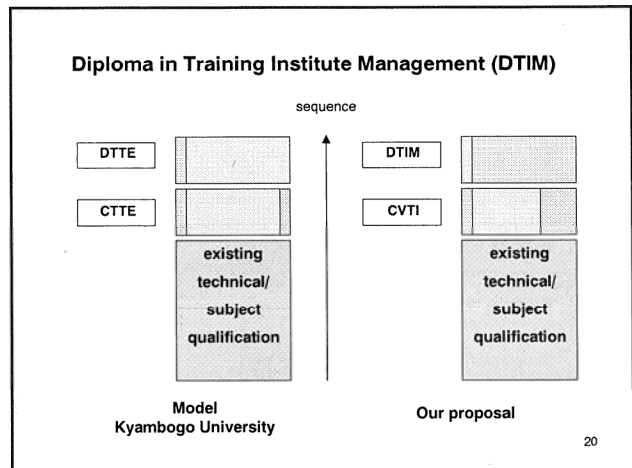 Diploma in Training Institute Management (DTIM)
sequence
DTTE
CTTE
existing
technical/
subject
qualification
Model
Kyambogo University
DTIM
CVTI
existing
technical/
subject
qualification
Our proposal
20